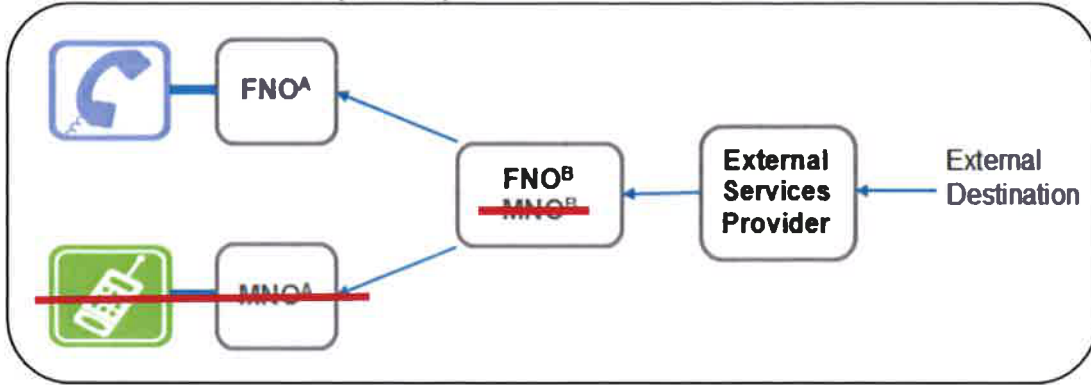 FNOᴬ
FNOᴮ
MNOᴮ
External
Services
Provider
External
Destination
MNOᴬ